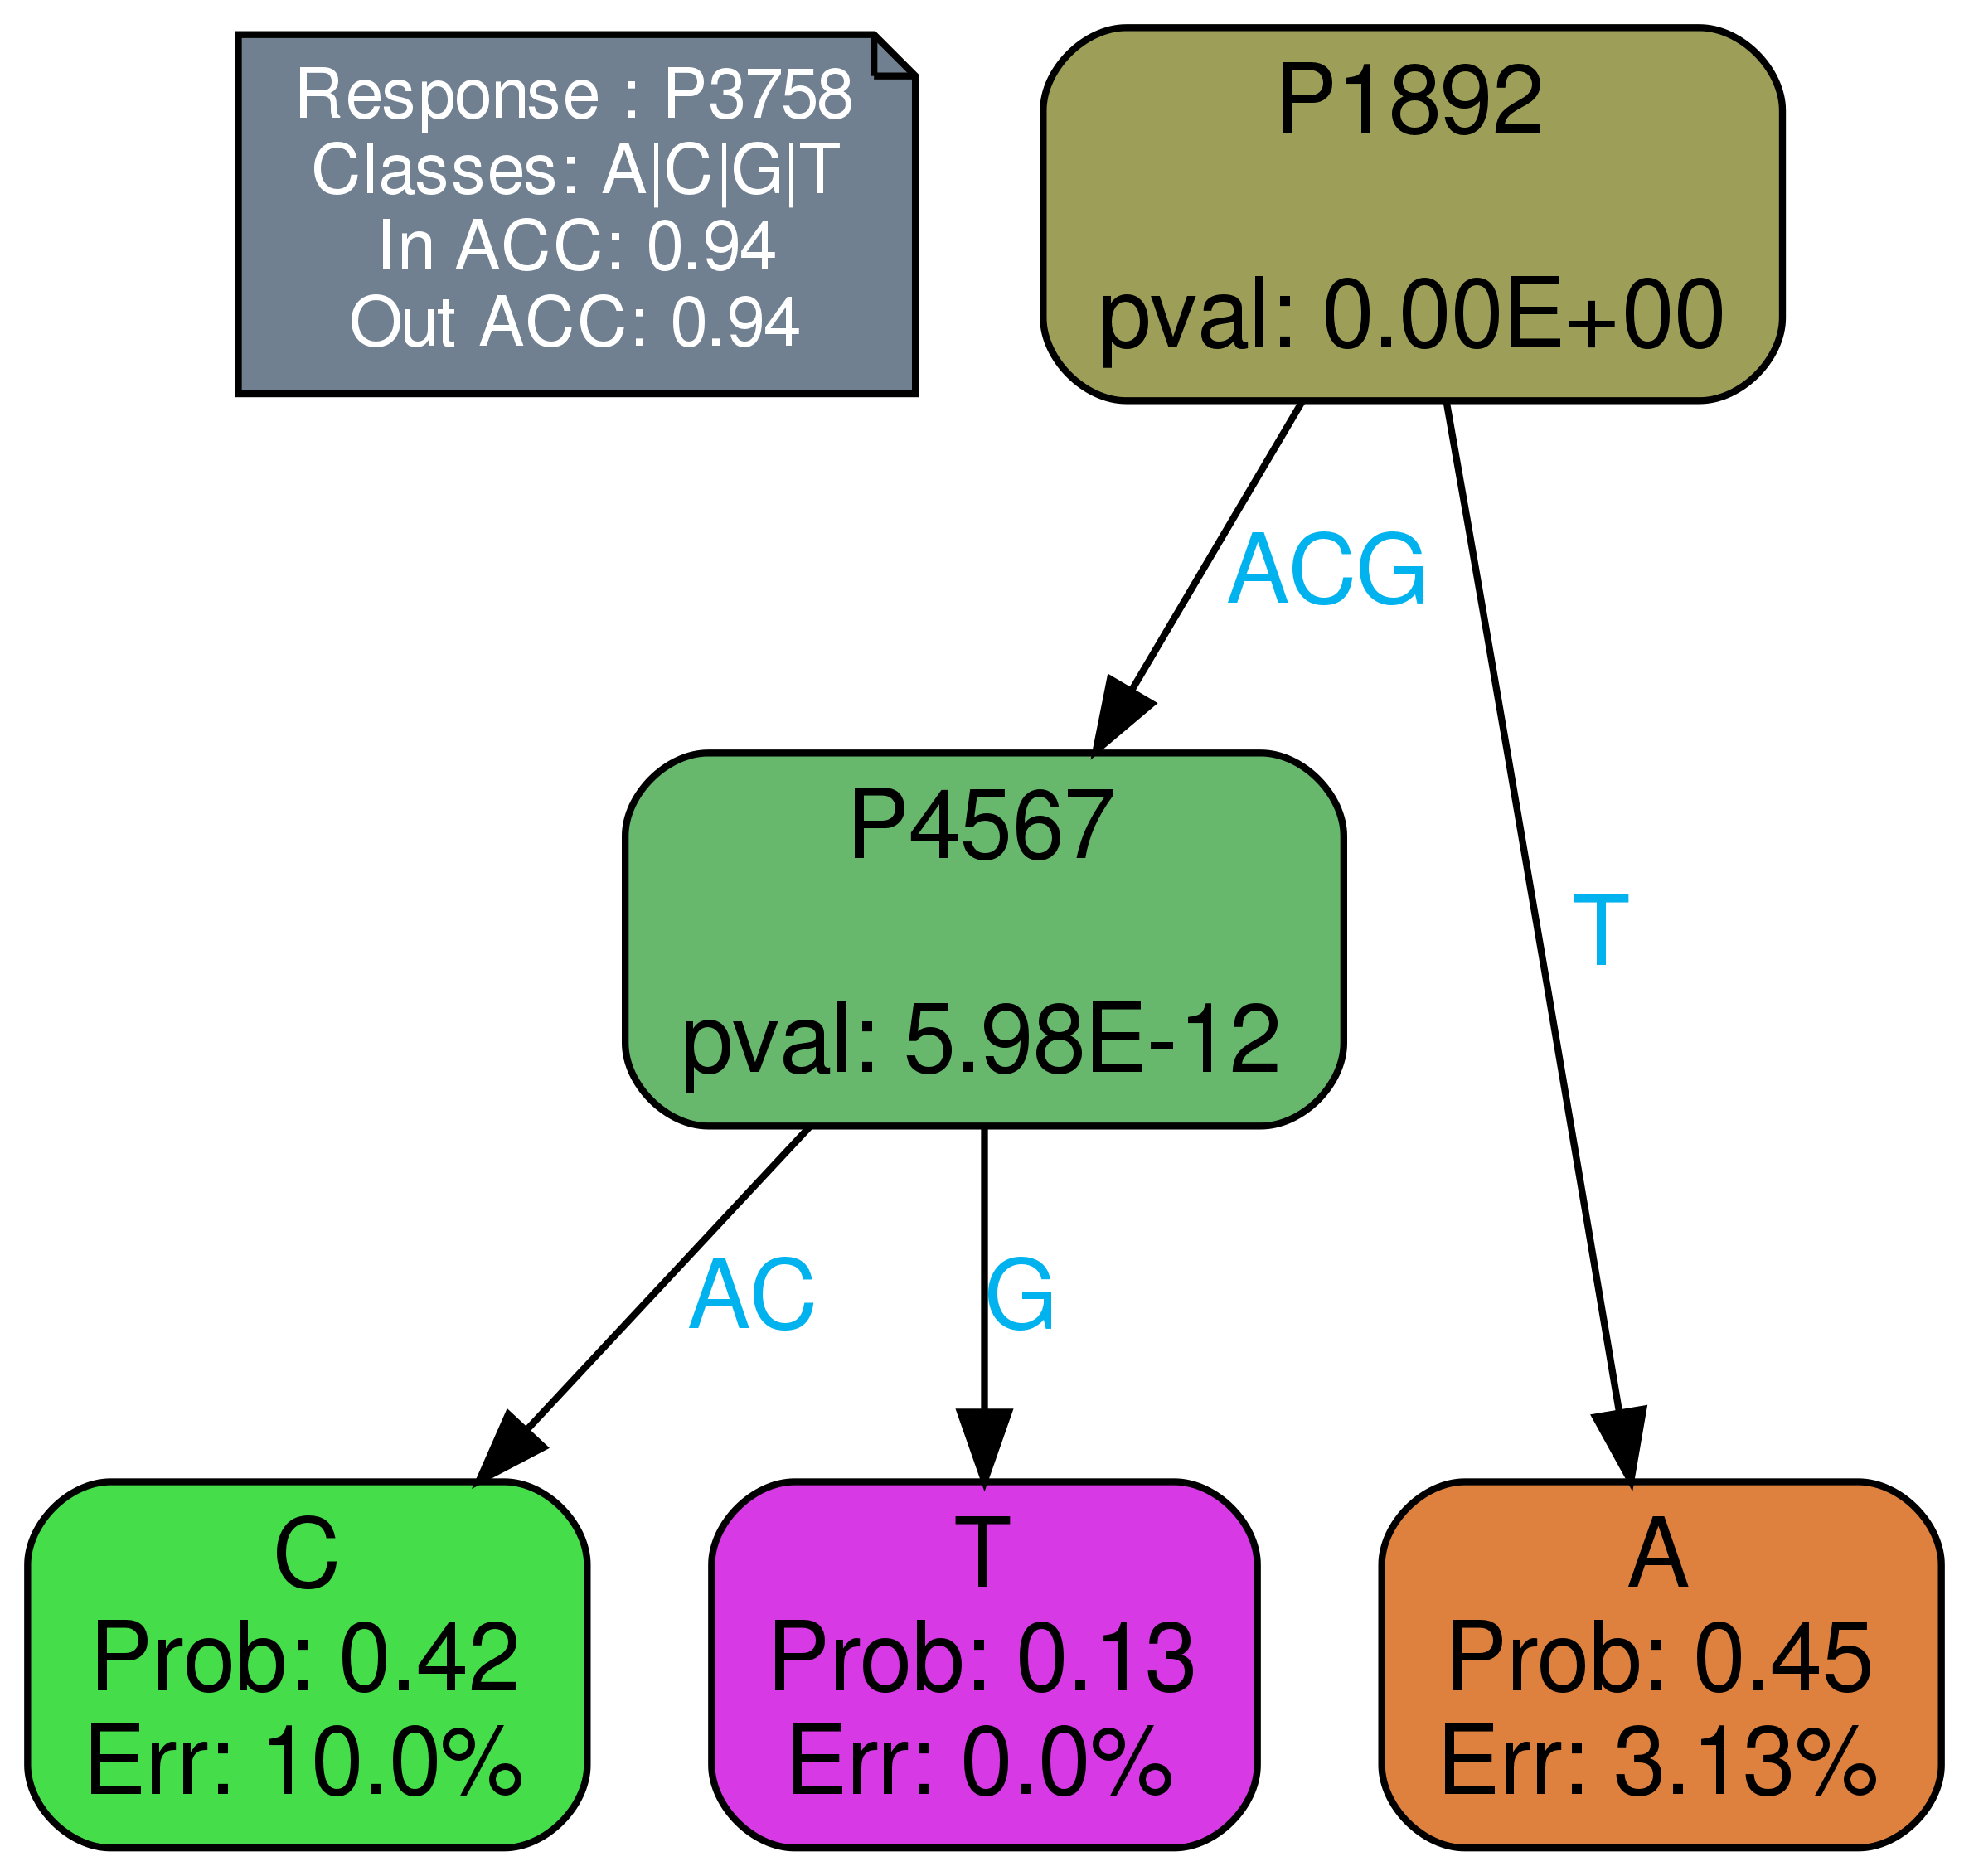 Response : P3758
Classes: A|C|G|T
In ACC: 0.94
Out ACC: 0.94
P1892
pval: 0.00E+00
ACG
T
P4567
pval: 5.98E-12
AC
G
C
Prob: 0.42
Err: 10.0%
T
Prob: 0.13
Err: 0.0%
A
Prob: 0.45
Err: 3.13%